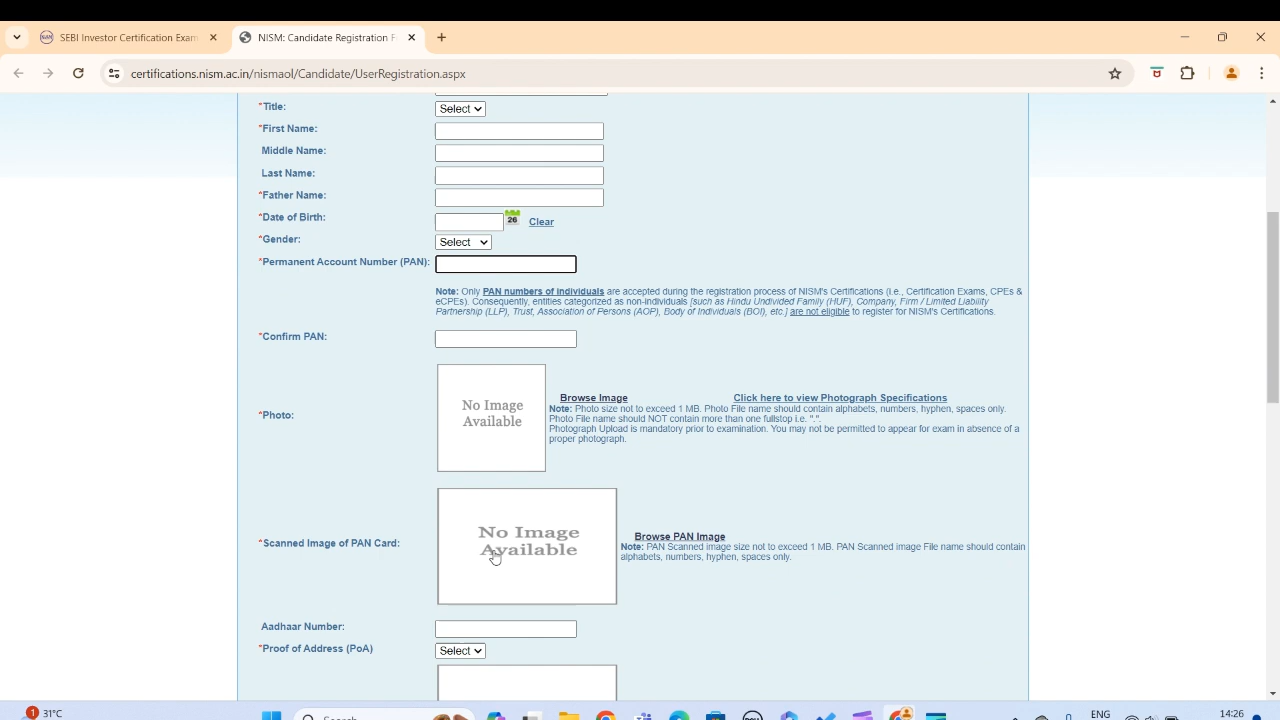 SEBI Investor Certification Exam
NISM: Candidate Registration F
certifications.nism.ac.in/nismaol/Candidate/UserRegistration.aspx
*Title:
Select
*First Name:
Middle Name:
Last Name:
*Father Name:
*Date of Birth:
26
Clear
*Gender:
Select
*Permanent Account Number (PAN):
Note: Only PAN numbers of individuals are accepted during the registration process of NISM's Certifications (i.e., Certification Exams, CPEs &
eCPEs). Consequently, entities categorized as non-individuals [such as Hindu Undivided Family (HUF), Company, Firm / Limited Liability
Partnership (LLP), Trust, Association of Persons (AOP), Body of Individuals (BOI), etc.] are not eligible to register for NISM's Certifications.
*Confirm PAN:
*Photo:
No Image
Available
Browse Image
Click here to view Photograph Specifications
Note: Photo size not to exceed 1 MB. Photo File name should contain alphabets, numbers, hyphen, spaces only.
Photo File name should NOT contain more than one fullstop i.e. ".".
Photograph Upload is mandatory prior to examination. You may not be permitted to appear for exam in absence of a
proper photograph.
*Scanned Image of PAN Card:
No Image
Available
Browse PAN Image
Note: PAN Scanned image size not to exceed 1 MB. PAN Scanned image File name should contain
alphabets, numbers, hyphen, spaces only.
Aadhaar Number:
*Proof of Address (PoA)
Select
1
31°C
ENG
14:26